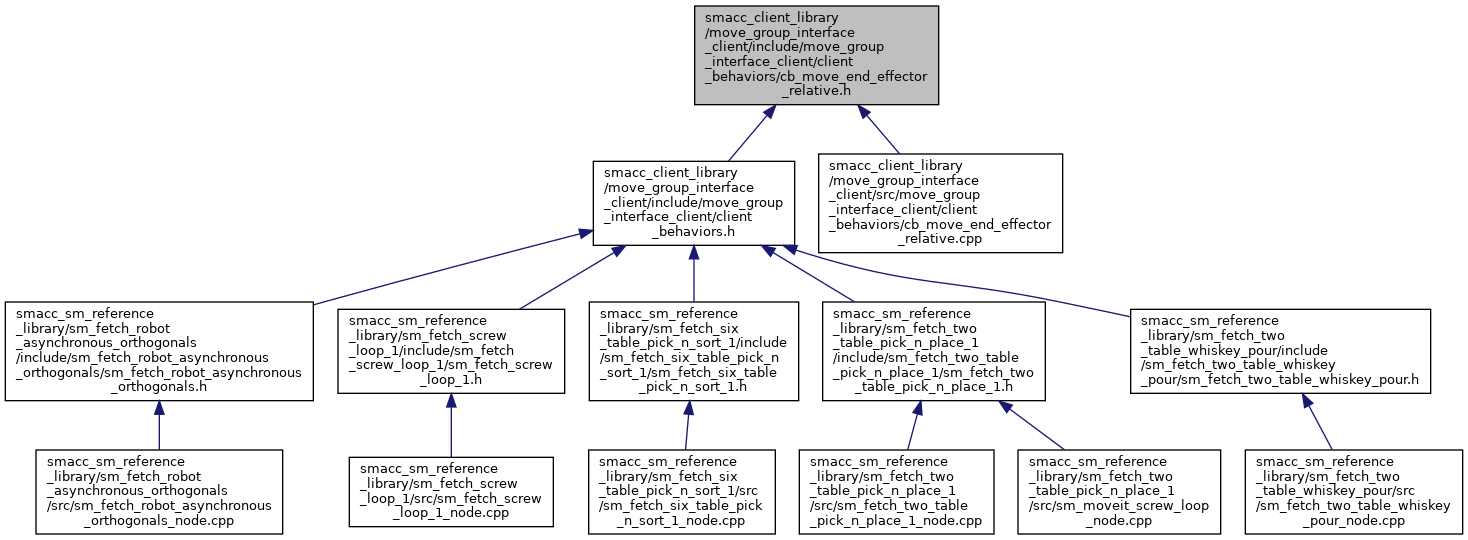 smacc_client_library
/move_group_interface
_client/include/move_group
_interface_client/client
_behaviors/cb_move_end_effector
_relative.h
smacc_client_library
/move_group_interface
_client/include/move_group
_interface_client/client
_behaviors.h
smacc_client_library
/move_group_interface
_client/src/move_group
_interface_client/client
_behaviors/cb_move_end_effector
_relative.cpp
smacc_sm_reference
_library/sm_fetch_robot
_asynchronous_orthogonals
/include/sm_fetch_robot_asynchronous
_orthogonals/sm_fetch_robot_asynchronous
_orthogonals.h
smacc_sm_reference
_library/sm_fetch_screw
_loop_1/include/sm_fetch
_screw_loop_1/sm_fetch_screw
_loop_1.h
smacc_sm_reference
_library/sm_fetch_six
_table_pick_n_sort_1/include
/sm_fetch_six_table_pick_n
_sort_1/sm_fetch_six_table
_pick_n_sort_1.h
smacc_sm_reference
_library/sm_fetch_two
_table_pick_n_place_1
/include/sm_fetch_two_table
_pick_n_place_1/sm_fetch_two
_table_pick_n_place_1.h
smacc_sm_reference
_library/sm_fetch_two
_table_whiskey_pour/include
/sm_fetch_two_table_whiskey
_pour/sm_fetch_two_table_whiskey_pour.h
smacc_sm_reference
_library/sm_fetch_robot
_asynchronous_orthogonals
/src/sm_fetch_robot_asynchronous
_orthogonals_node.cpp
smacc_sm_reference
_library/sm_fetch_screw
_loop_1/src/sm_fetch_screw
_loop_1_node.cpp
smacc_sm_reference
_library/sm_fetch_six
_table_pick_n_sort_1/src
/sm_fetch_six_table_pick
_n_sort_1_node.cpp
smacc_sm_reference
_library/sm_fetch_two
_table_pick_n_place_1
/src/sm_fetch_two_table
_pick_n_place_1_node.cpp
smacc_sm_reference
_library/sm_fetch_two
_table_pick_n_place_1
/src/sm_moveit_screw_loop
_node.cpp
smacc_sm_reference
_library/sm_fetch_two
_table_whiskey_pour/src
/sm_fetch_two_table_whiskey
_pour_node.cpp